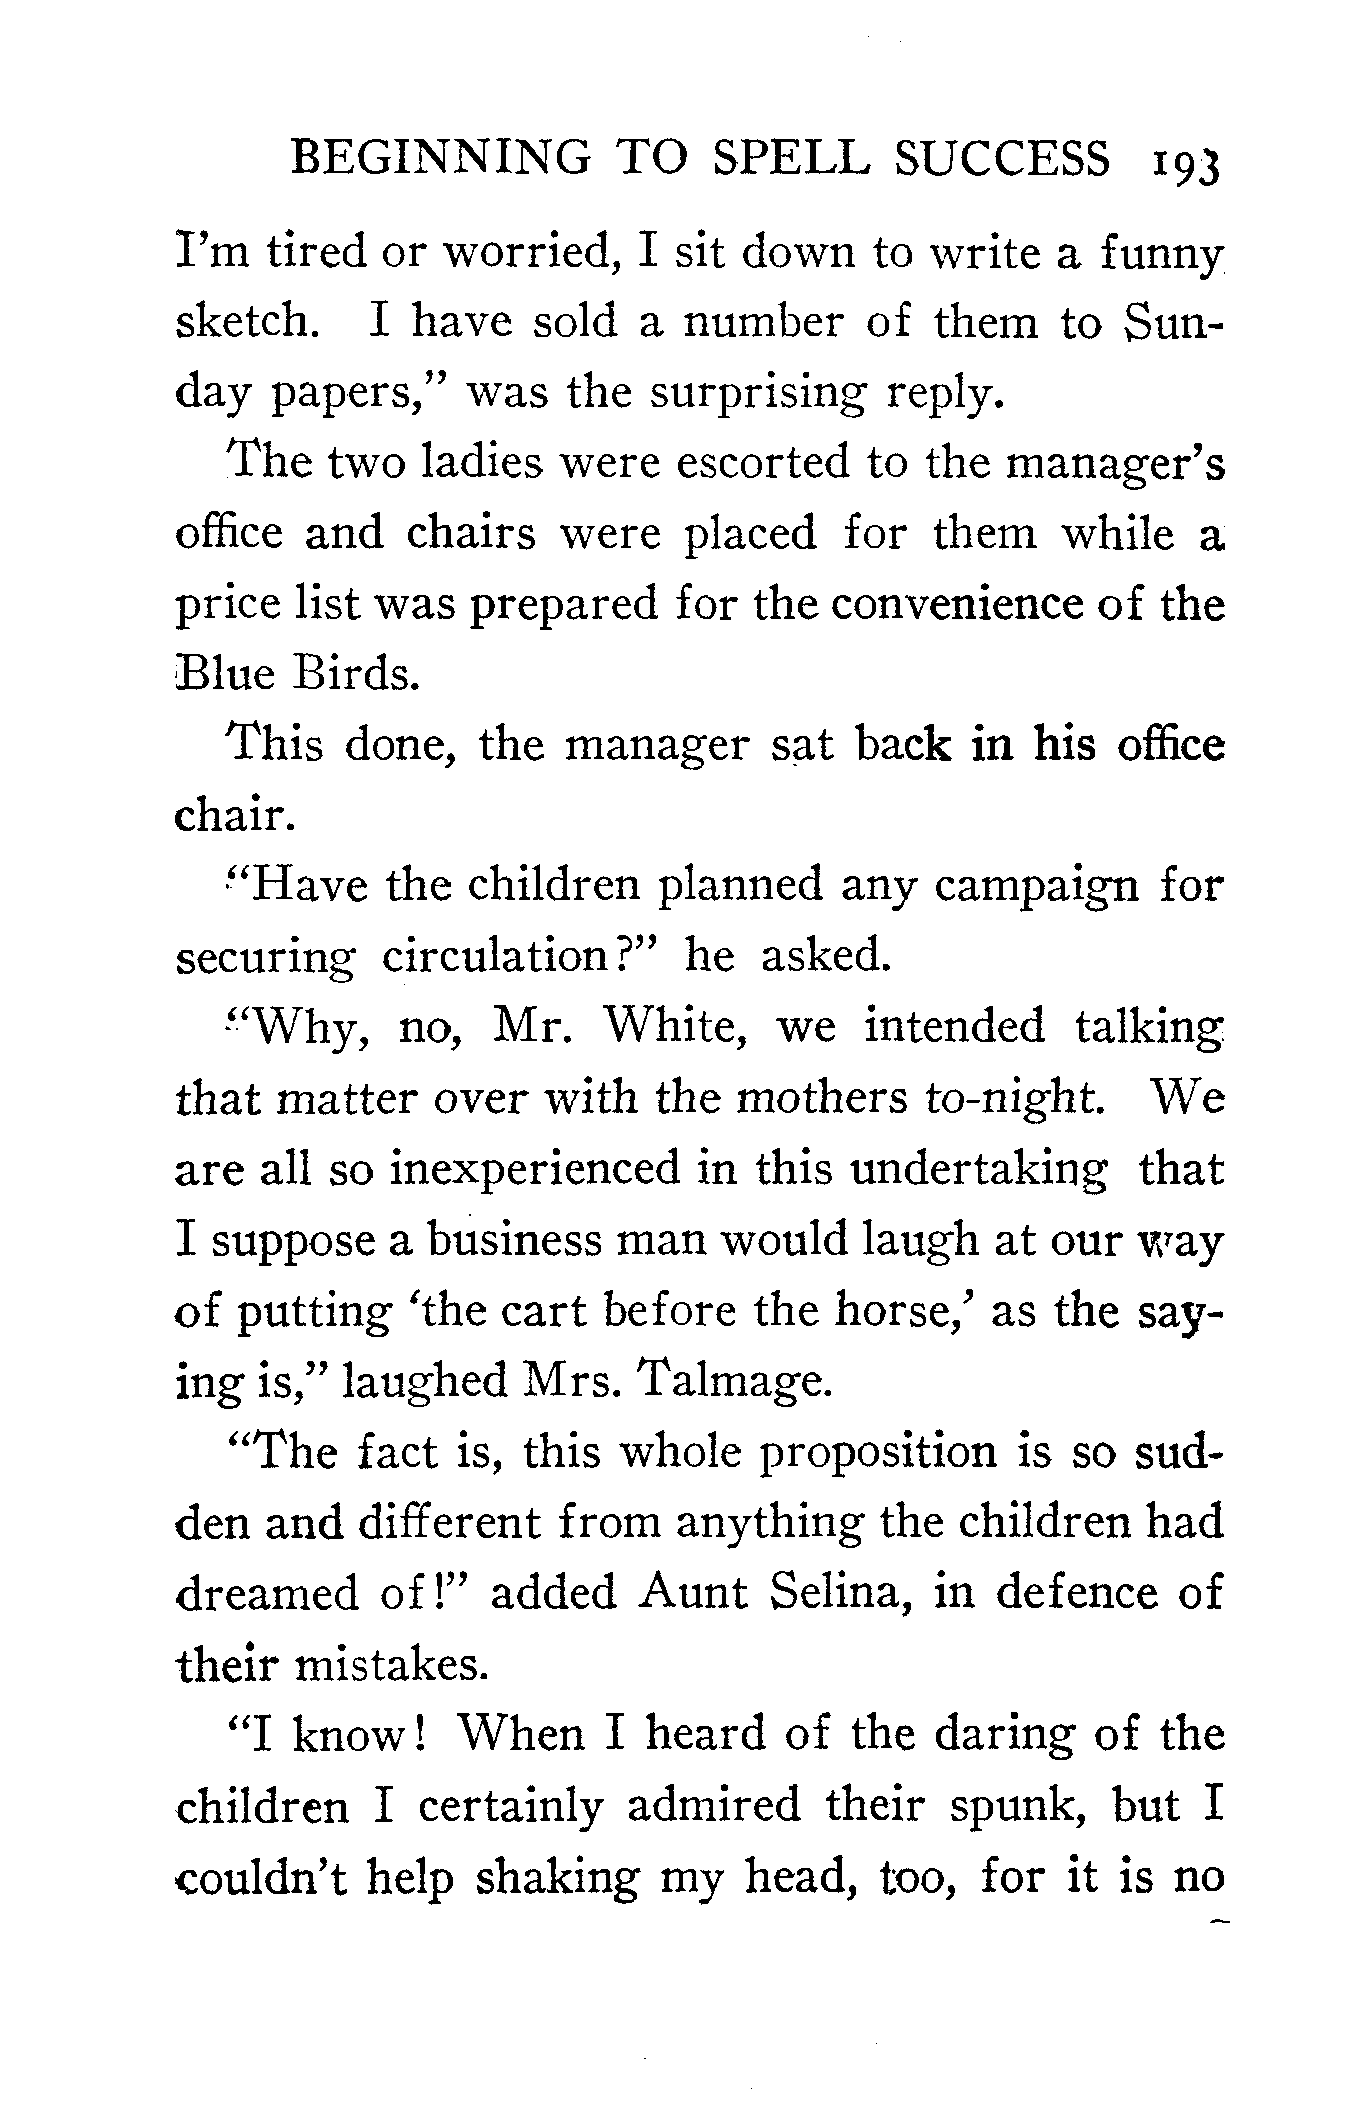 BEGINNING TO SPELL SUCCESS 193
I'm tired or worried, I sit down to write a funny
sketch. I have sold a number of them to Sun-
day papers," was the surprising reply.
The two ladies were escorted to the manager's
office and chairs were placed for them while a
price list was prepared for the convenience of the
Blue Birds.
This done, the manager sat back in his office
chair.
"Have the children planned any campaign for
securing circulation?" he asked.
"Why, no, Mr. White, we intended talking
that matter over with the mothers to-night. We
are all so inexperienced in this undertaking that
I suppose a business man would laugh at our way
of putting 'the cart before the horse,' as the say-
ing is," laughed Mrs. Talmage.
"The fact is, this whole proposition is so sud-
den and different from anything the children had
dreamed of!" added Aunt Selina, in defence of
their mistakes.
"I know! When I heard of the daring of the
children I certainly admired their spunk, but I
couldn't help shaking my head, too, for it is no